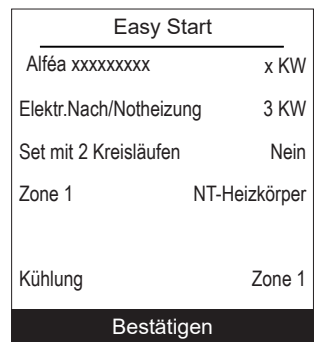 Easy Start
Alféa xxxxxxxxx x KW
Elektr.Nach/Notheizung 3 KW
Set mit 2 Kreisläufen Nein
Zone 1 NT-Heizkörper
Kühlung Zone 1
Bestätigen